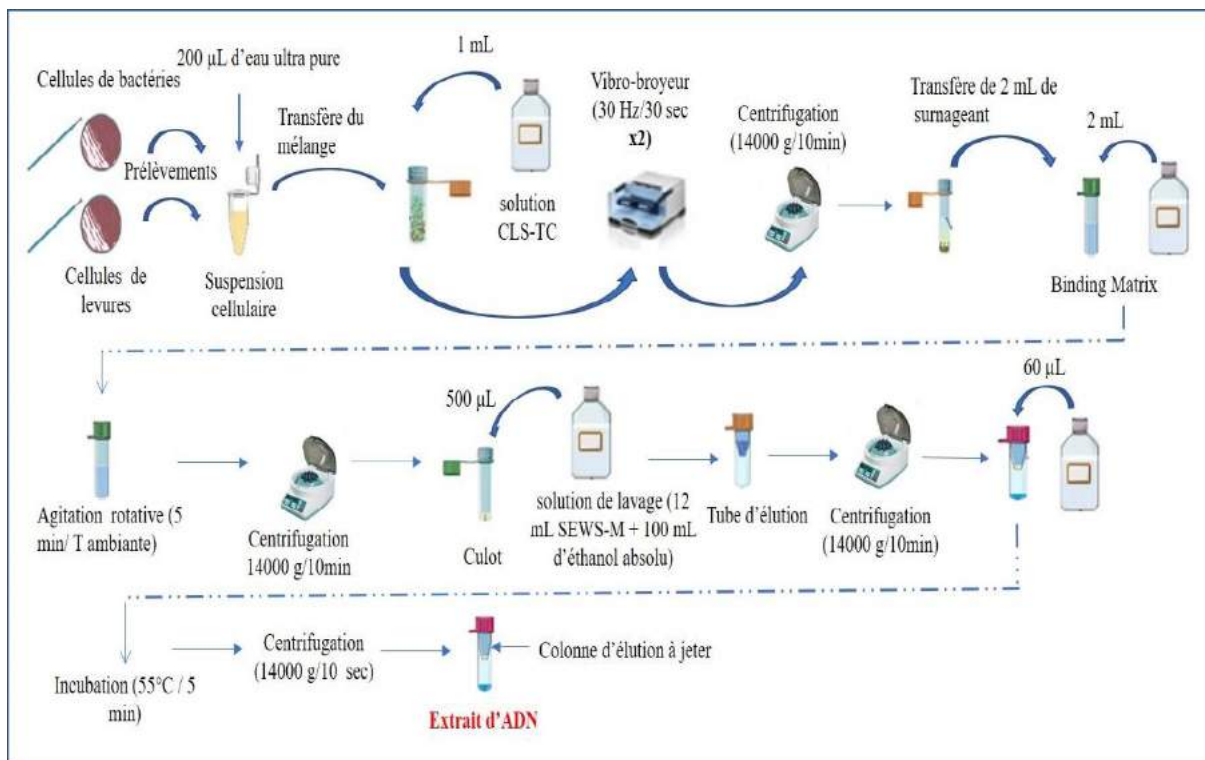 200 µL d'eau ultra pure
Cellules de bactéries
Prélèvements
Cellules de
levures
Suspension
cellulaire
Transfère du
mélange
1 mL
solution
CLS-TC
Vibro-broyeur
(30 Hz/30 sec
x2)
Centrifugation
(14000 g/10min)
Transfère de 2 mL de
surnageant
2 mL
Binding Matrix
Agitation rotative (5
min/ T ambiante)
Centrifugation
14000 g/10min
500 µL
Culot
solution de lavage (12
mL SEWS-M + 100 mL
d'éthanol absolu)
Tube d'élution
Centrifugation
(14000 g/10min)
60 µL
Incubation (55°C / 5
min)
Centrifugation
(14000 g/10 sec)
Colonne d'élution à jeter
Extrait d'ADN